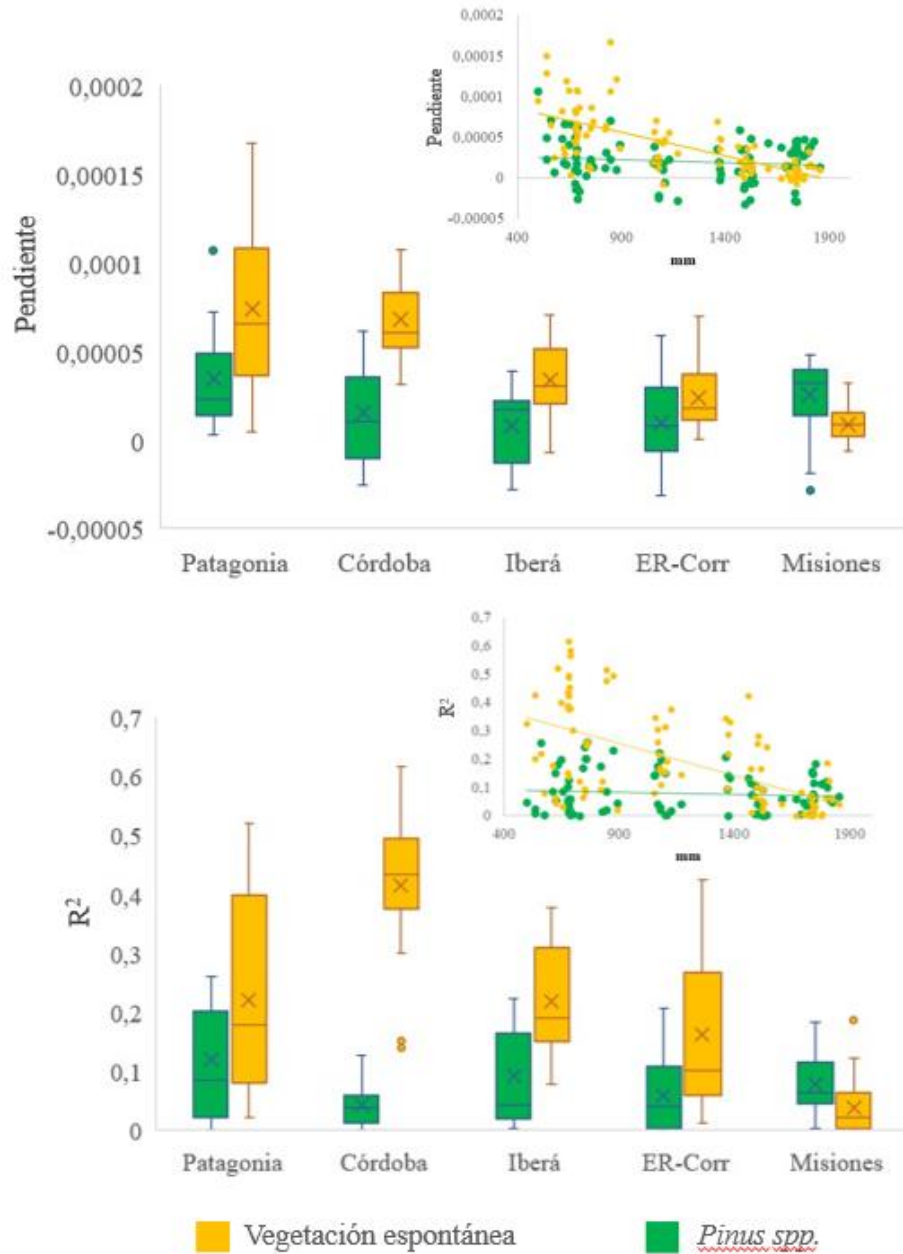 0,0002
0,00015
0,0001
0,00005
0
-0,00005
Pendiente
400 900 1400 1900
mm
0,0002
0,00015
0,0001
0,00005
0
-0,00005
Pendiente
Patagonia Córdoba Iberá ER-Corr Misiones
0,7
0,6
0,5
0,4
0,3
0,2
0,1
0
R²
400 900 1400 1900
mm
0,7
0,6
0,5
0,4
0,3
0,2
0,1
0
R²
Patagonia Córdoba Iberá ER-Corr Misiones
Vegetación espontánea Pinus spp.